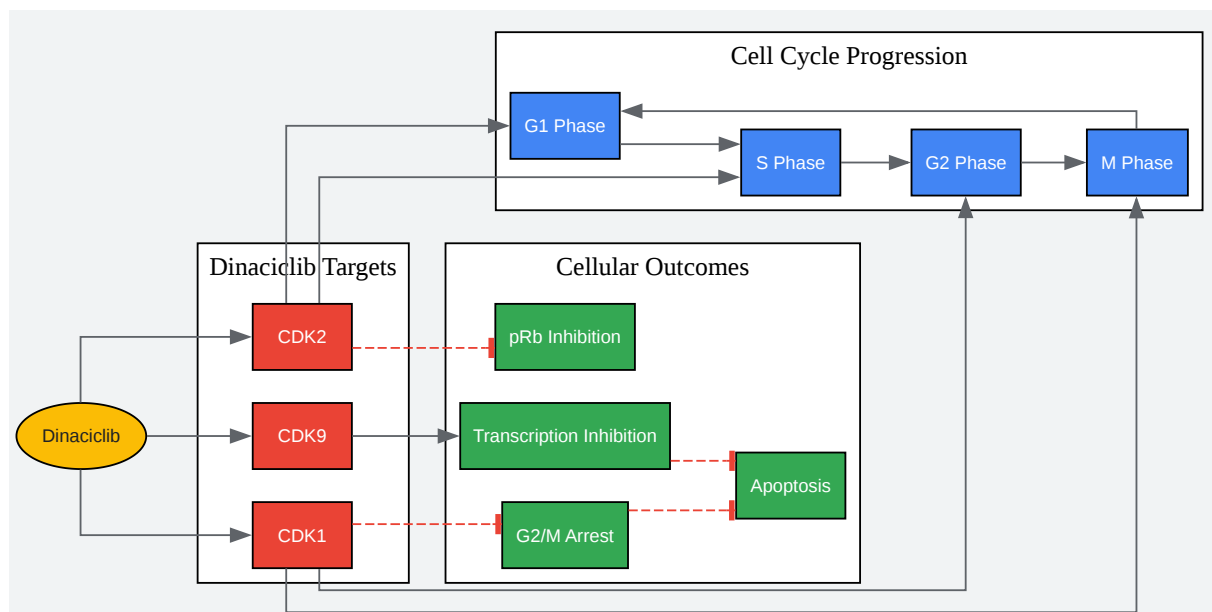 Cell Cycle Progression
G1 Phase
S Phase
G2 Phase
M Phase
Dinaciclib Targets
Cellular Outcomes
CDK2
pRb Inhibition
Dinaciclib
CDK9
Transcription Inhibition
Apoptosis
CDK1
G2/M Arrest